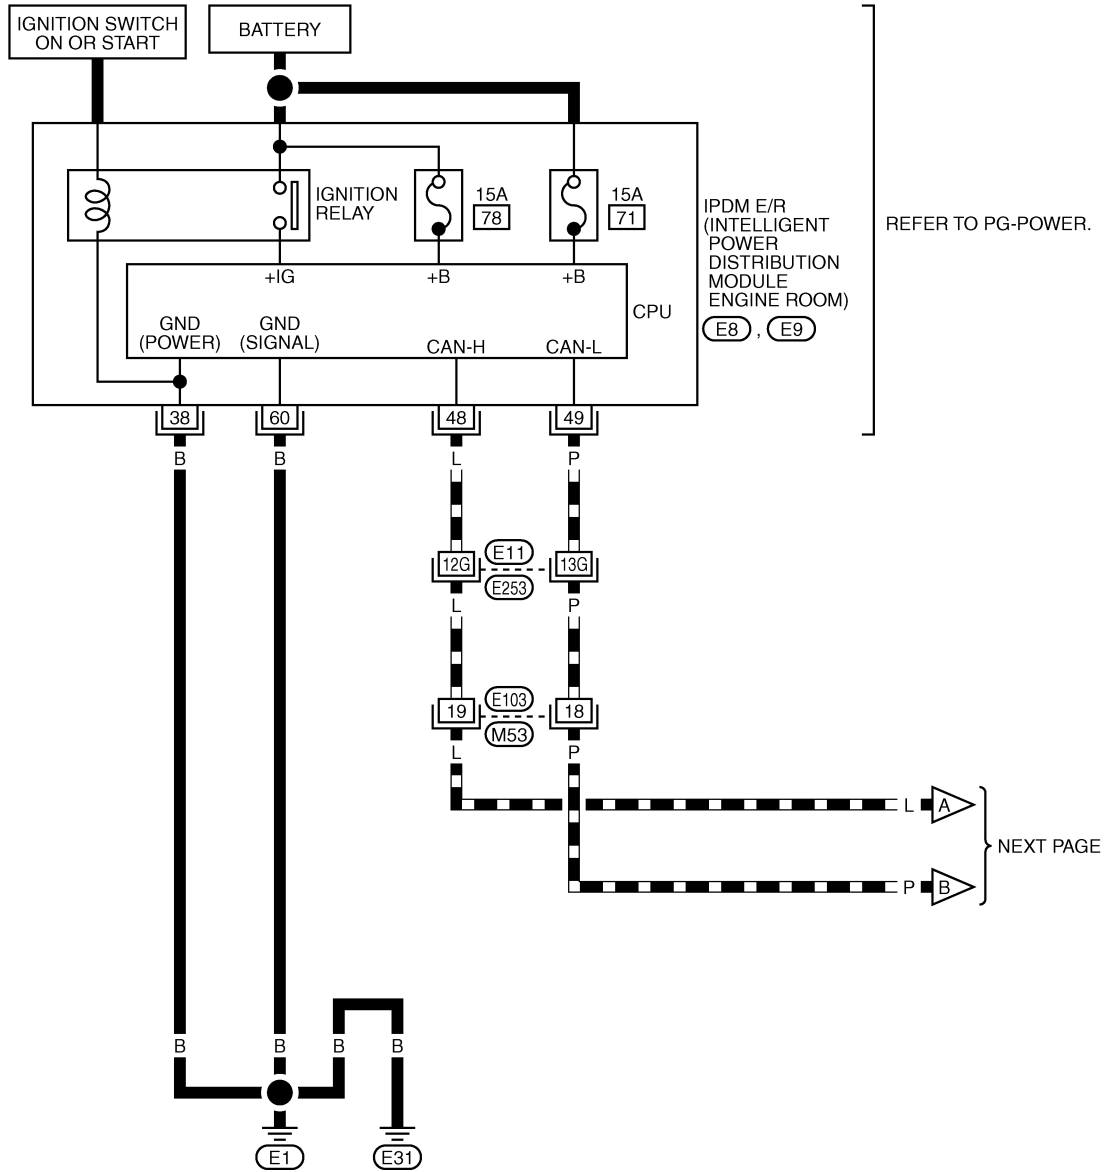 IGNITION SWITCH
ON OR START
BATTERY
IGNITION
RELAY
15A
78
15A
71
IPDM E/R
(INTELLIGENT
POWER
DISTRIBUTION
MODULE
ENGINE ROOM)
E8 , E9
REFER TO PG-POWER.
+IG
+B
+B
CPU
GND
(POWER)
GND
(SIGNAL)
CAN-H
CAN-L
38
60
48
49
B
B
L
P
12G
E11
E253
13G
L
P
19
E103
M53
18
L
P
L
A
NEXT PAGE
P
B
B
B
B
B
E1
E31